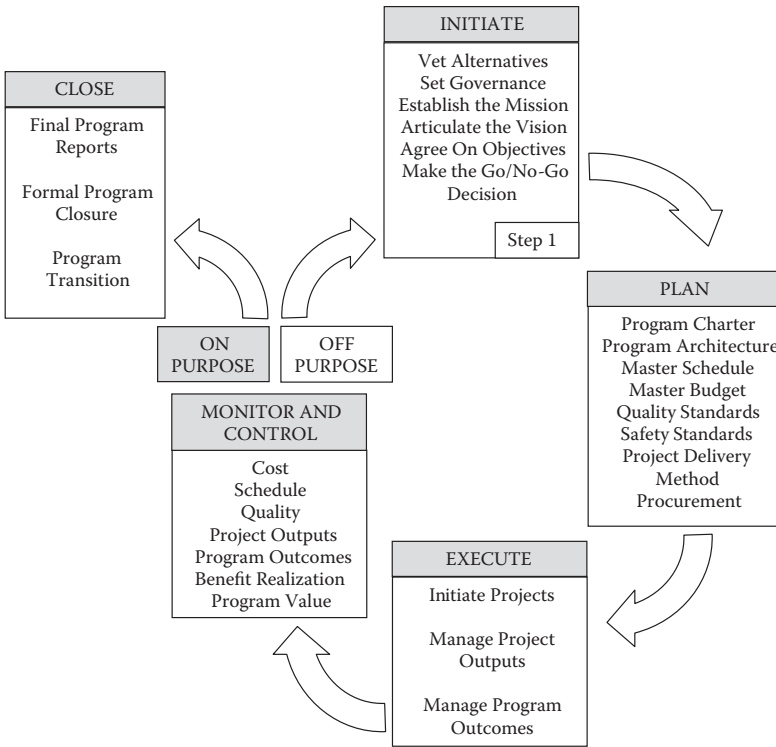 INITIATE
Vet Alternatives
Set Governance
Establish the Mission
Articulate the Vision
Agree On Objectives
Make the Go/No-Go
Decision
Step 1
PLAN
Program Charter
Program Architecture
Master Schedule
Master Budget
Quality Standards
Safety Standards
Project Delivery
Method
Procurement
EXECUTE
Initiate Projects
Manage Project
Outputs
Manage Program
Outcomes
MONITOR AND
CONTROL
Cost
Schedule
Quality
Project Outputs
Program Outcomes
Benefit Realization
Program Value
ON
PURPOSE
OFF
PURPOSE
CLOSE
Final Program
Reports
Formal Program
Closure
Program
Transition